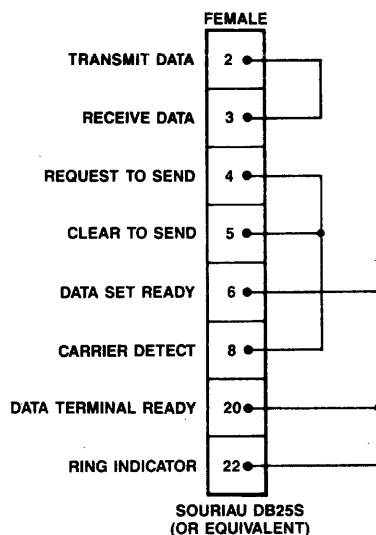 FEMALE
TRANSMIT DATA 2
RECEIVE DATA 3
REQUEST TO SEND 4
CLEAR TO SEND 5
DATA SET READY 6
CARRIER DETECT 8
DATA TERMINAL READY 20
RING INDICATOR 22
SOURIAU DB25S
(OR EQUIVALENT)